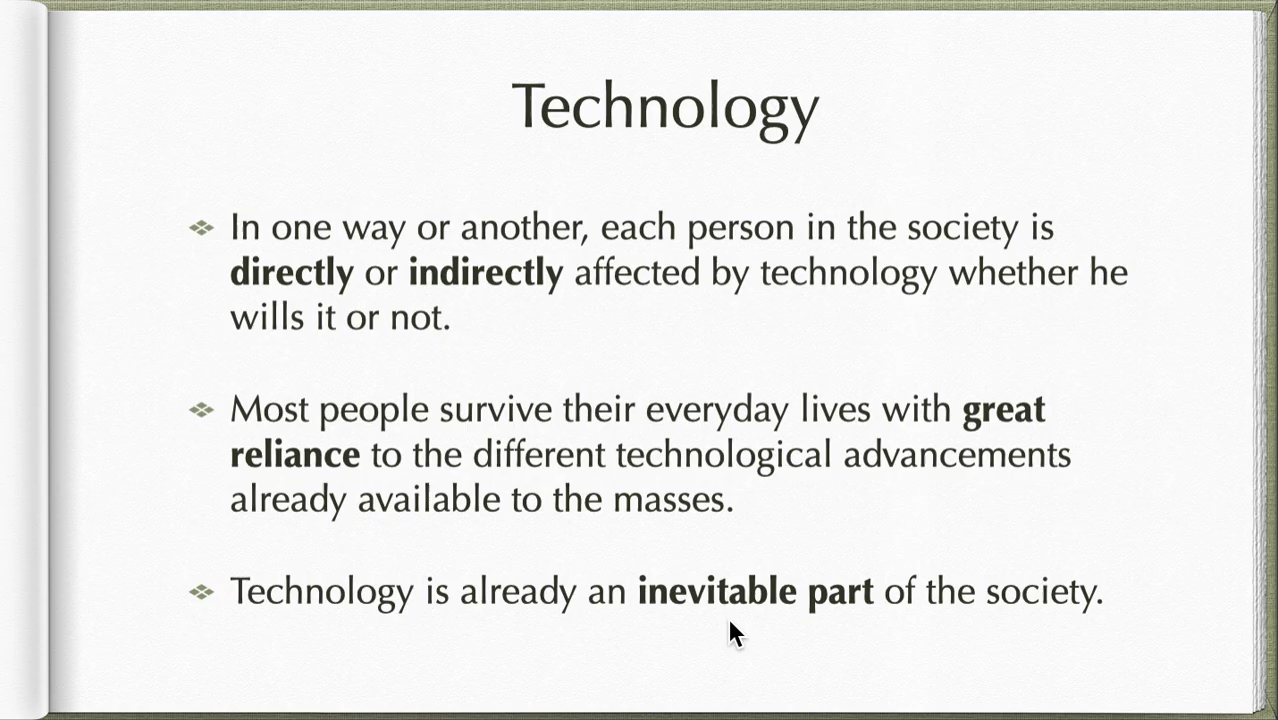 Technology
In one way or another, each person in the society is
directly or indirectly affected by technology whether he
wills it or not.
Most people survive their everyday lives with great
reliance to the different technological advancements
already available to the masses.
Technology is already an inevitable part of the society.